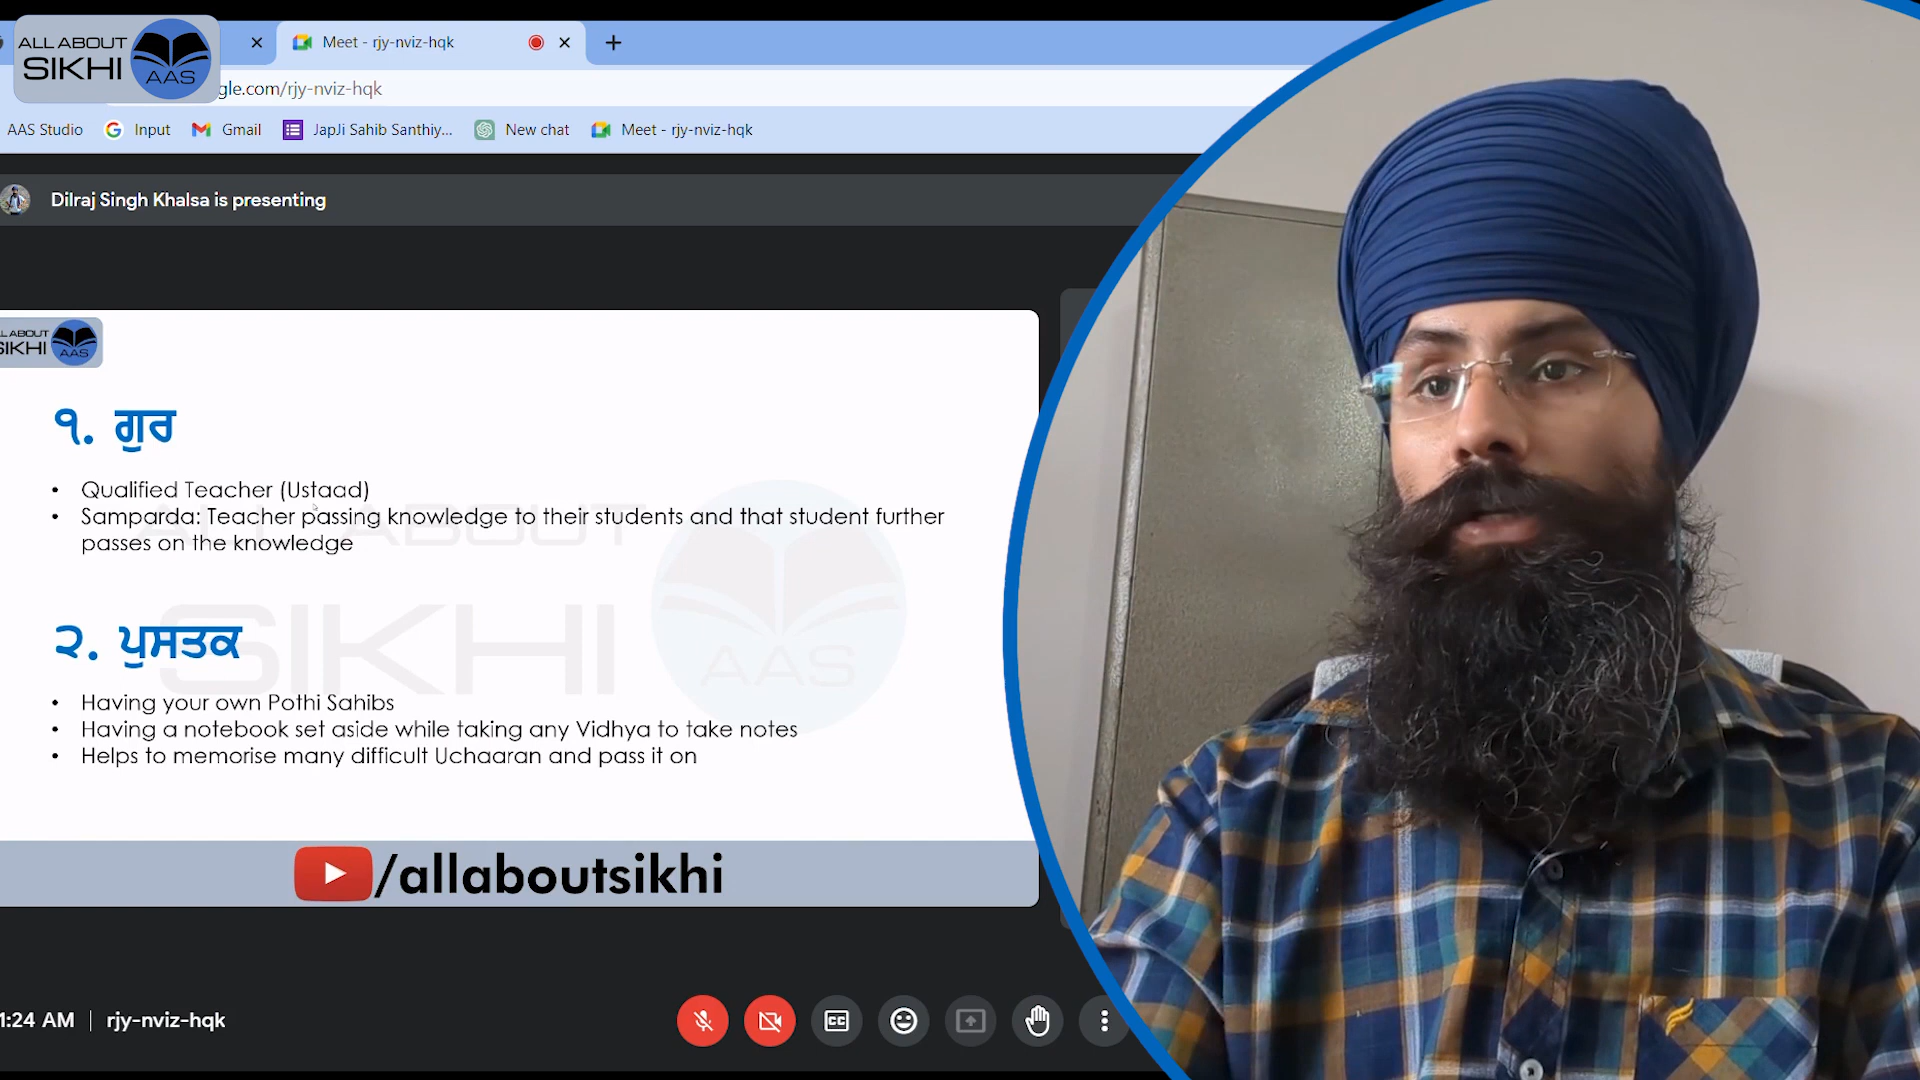 ALL ABOUT
SIKHI
AAS
Meet - rjy-nviz-hqk
gle.com/rjy-nviz-hqk
AAS Studio
Input
Gmail
JapJi Sahib Santhiy...
New chat
Meet - rjy-nviz-hqk
Dilraj Singh Khalsa is presenting
SIKHI
AAS
੧. ਗੁਰ
• Qualified Teacher (Ustaad)
• Samparda: Teacher passing knowledge to their students and that student further
passes on the knowledge
ALL ABOUT
SIKHI
AAS
੨. ਪੁਸਤਕ
• Having your own Pothi Sahibs
• Having a notebook set aside while taking any Vidhya to take notes
• Helps to memorise many difficult Uchaaran and pass it on
/allaboutsikhi
1:24 AM | rjy-nviz-hqk
CC